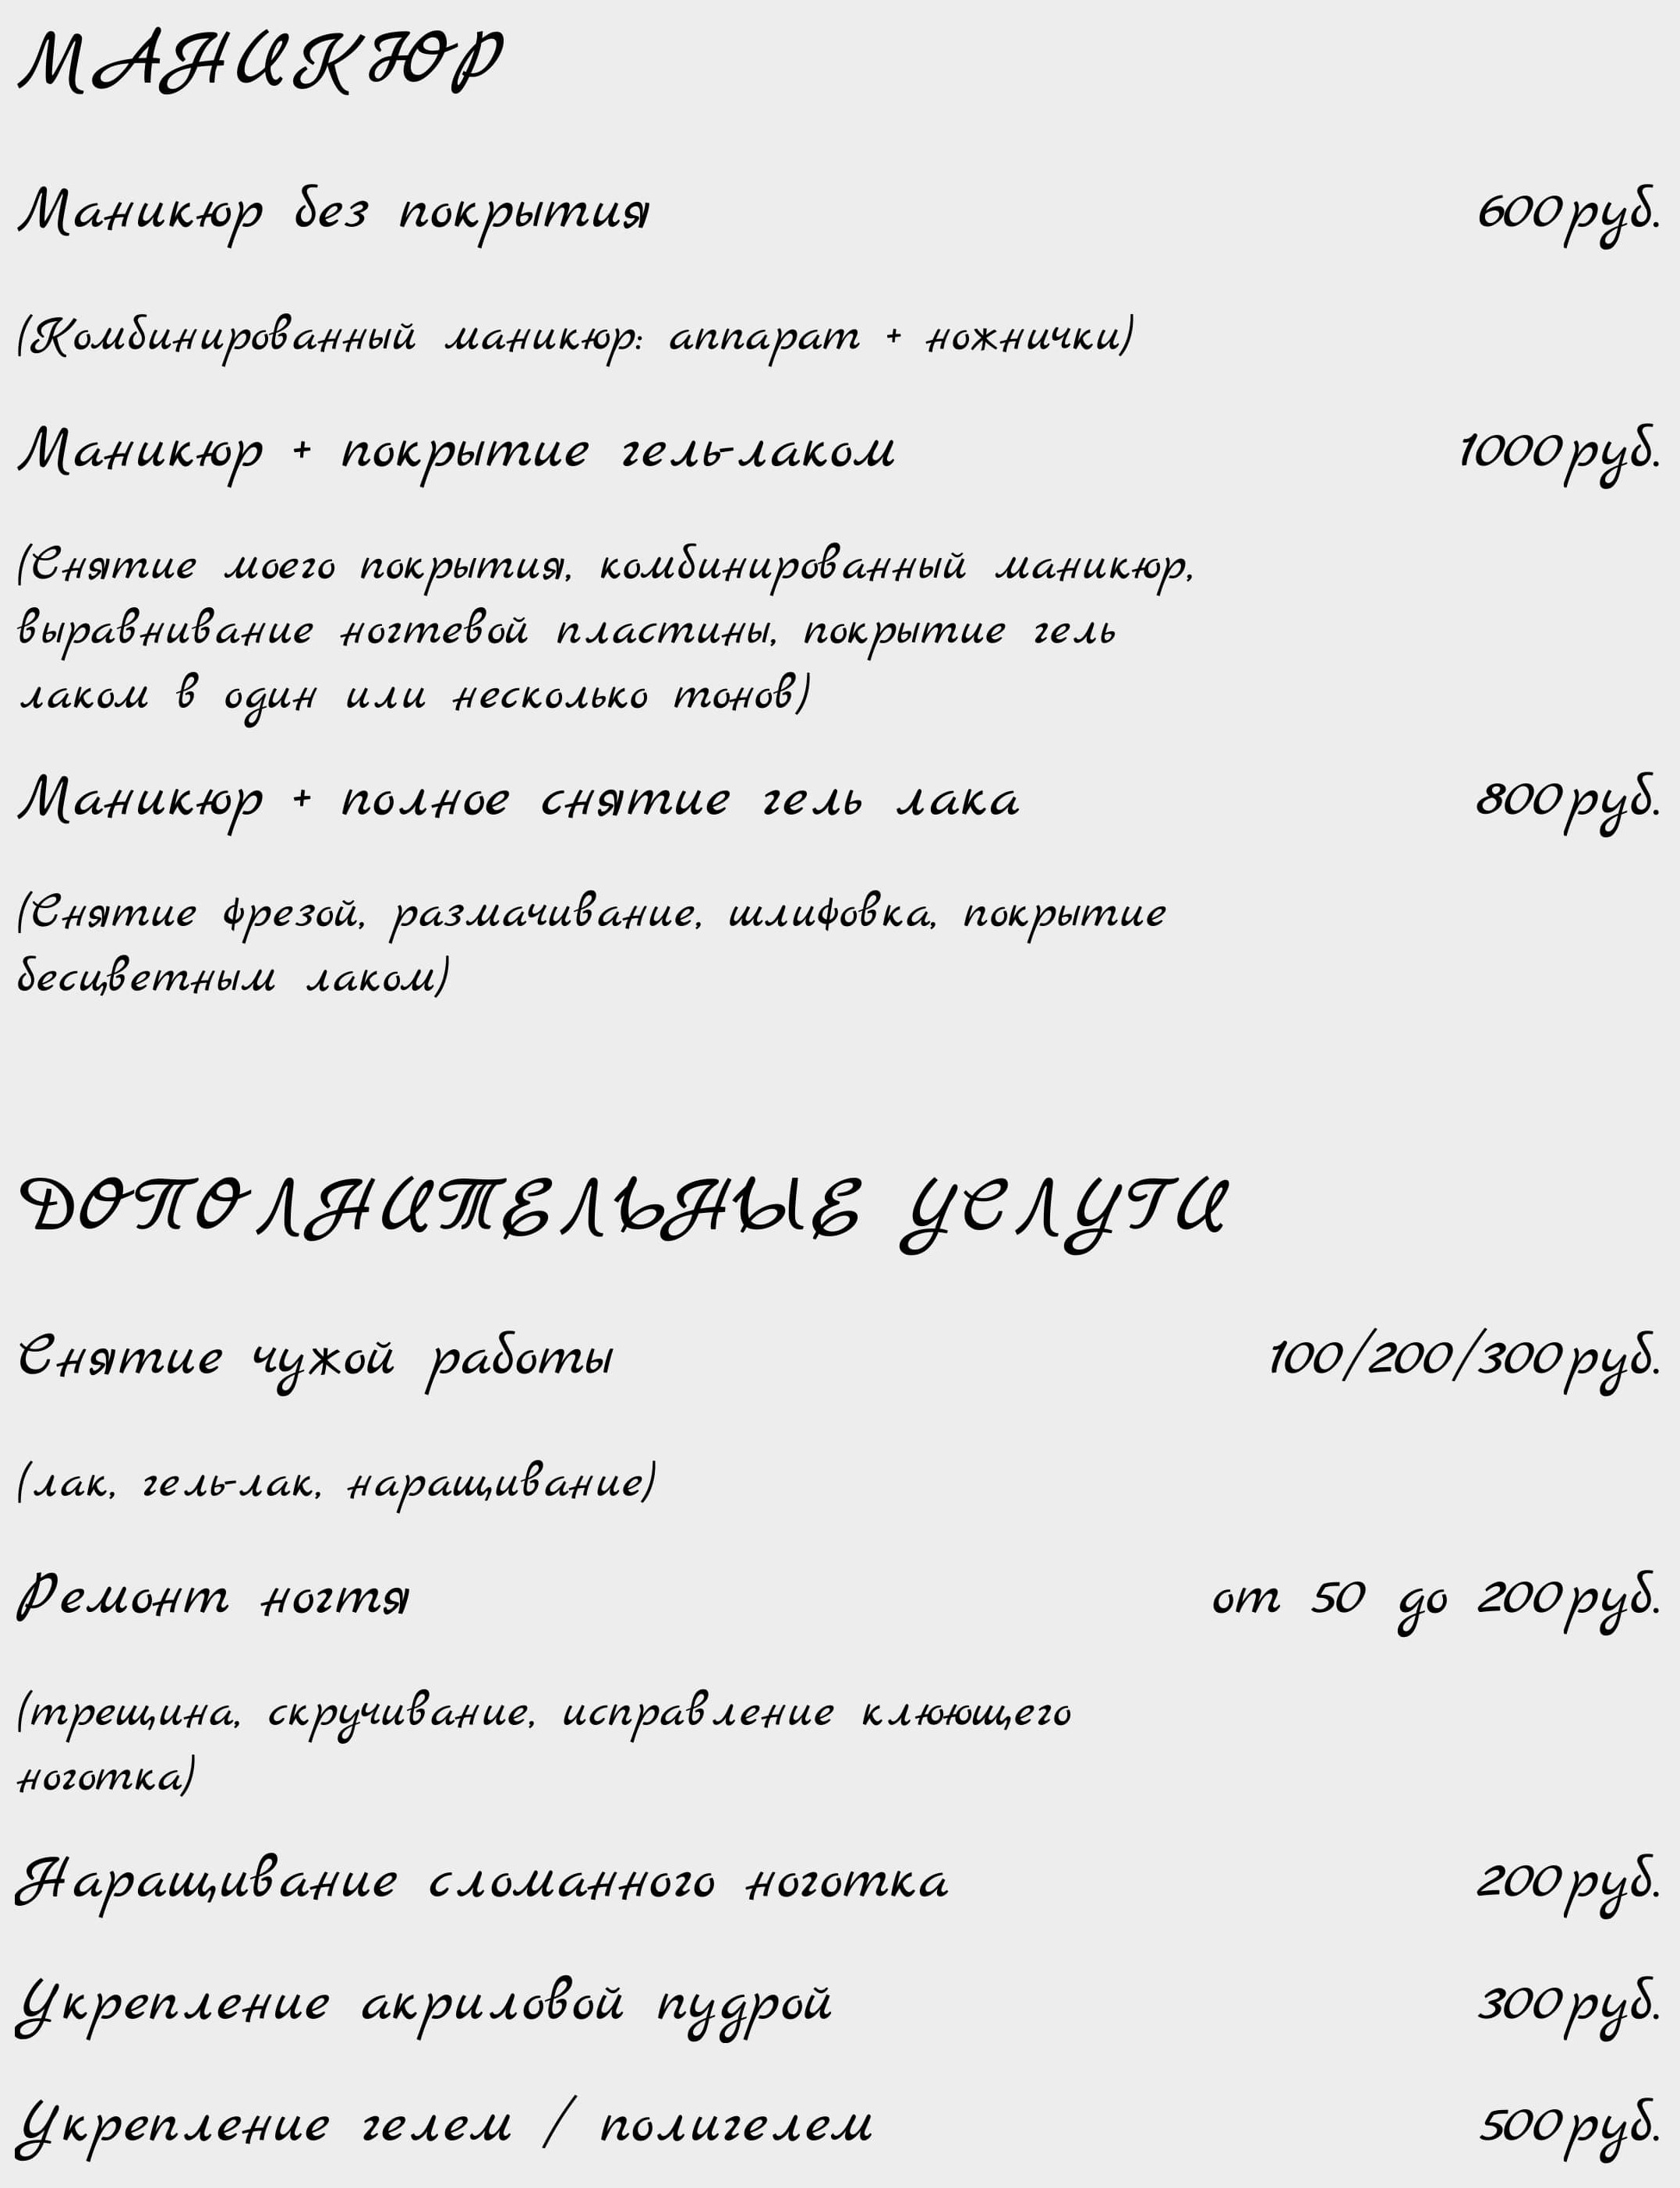 МАНИКЮР
Маникюр без покрытия 600 руб.
(Комбинированный маникюр: аппарат + ножнички)
Маникюр + покрытие гель-лаком 1000 руб.
(Снятие моего покрытия, комбинированный маникюр,
выравнивание ногтевой пластины, покрытие гель
лаком в один или несколько тонов)
Маникюр + полное снятие гель лака 800 руб.
(Снятие фрезой, размачивание, шлифовка, покрытие
бесцветным лаком)
ДОПОЛНИТЕЛЬНЫЕ УСЛУГИ
Снятие чужой работы 100/200/300 руб.
(лак, гель-лак, наращивание)
Ремонт ногтя от 50 до 200 руб.
(трещина, скручивание, исправление клюющего
ноготка)
Наращивание сломанного ноготка 200 руб.
Укрепление акриловой пудрой 300 руб.
Укрепление гелем / полигелем 500 руб.